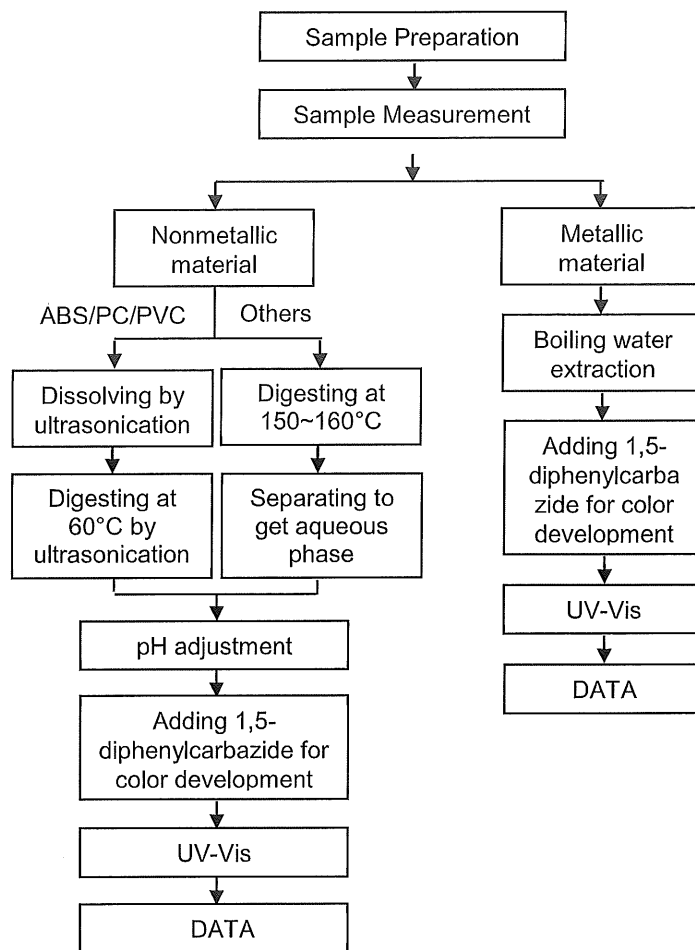 Sample Preparation
Sample Measurement
Nonmetallic
material
ABS/PC/PVC
Others
Dissolving by
ultrasonication
Digesting at
150~160°C
Digesting at
60°C by
ultrasonication
Separating to
get aqueous
phase
pH adjustment
Adding 1,5-
diphenylcarbazide for
color development
UV-Vis
DATA
Metallic
material
Boiling water
extraction
Adding 1,5-
diphenylcarba
zide for color
development
UV-Vis
DATA